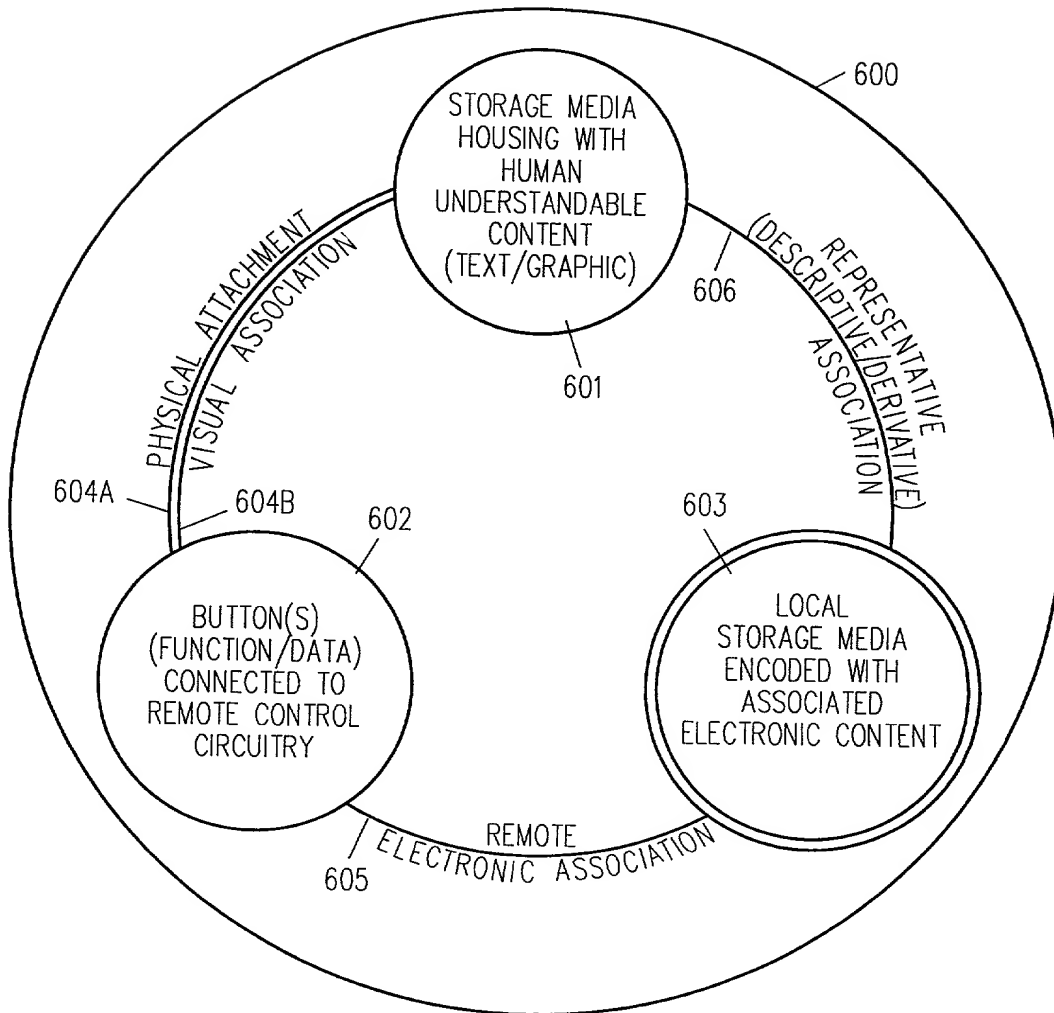 600
STORAGE MEDIA
HOUSING WITH
HUMAN
UNDERSTANDABLE
CONTENT
(TEXT/GRAPHIC)
601
606
REPRESENTATIVE
(DESCRIPTIVE/DERIVATIVE)
ASSOCIATION
PHYSICAL ATTACHMENT
VISUAL ASSOCIATION
604A
604B
602
603
BUTTON(S)
(FUNCTION/DATA)
CONNECTED TO
REMOTE CONTROL
CIRCUITRY
LOCAL
STORAGE MEDIA
ENCODED WITH
ASSOCIATED
ELECTRONIC CONTENT
REMOTE
ELECTRONIC ASSOCIATION
605